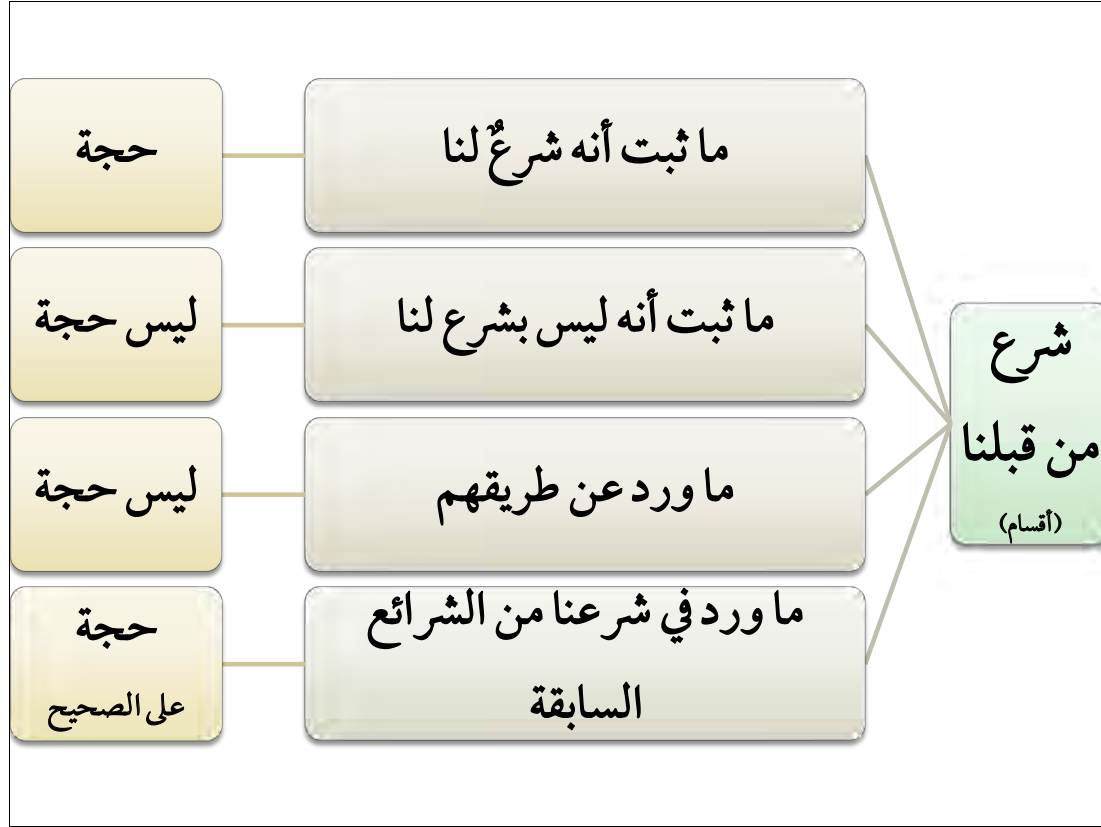 شرع
من قبلنا
(أقسام)
ما ثبت أنه شرعٌ لنا
حجة
ما ثبت أنه ليس بشرع لنا
ليس حجة
ما ورد عن طريقهم
ليس حجة
ما ورد في شرعنا من الشرائع
السابقة
حجة
على الصحيح